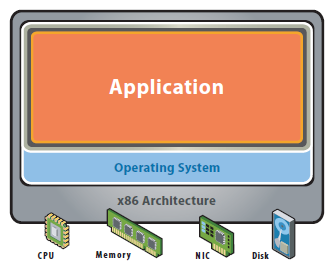 Application
Operating System
x86 Architecture
CPU
Memory
NIC
Disk